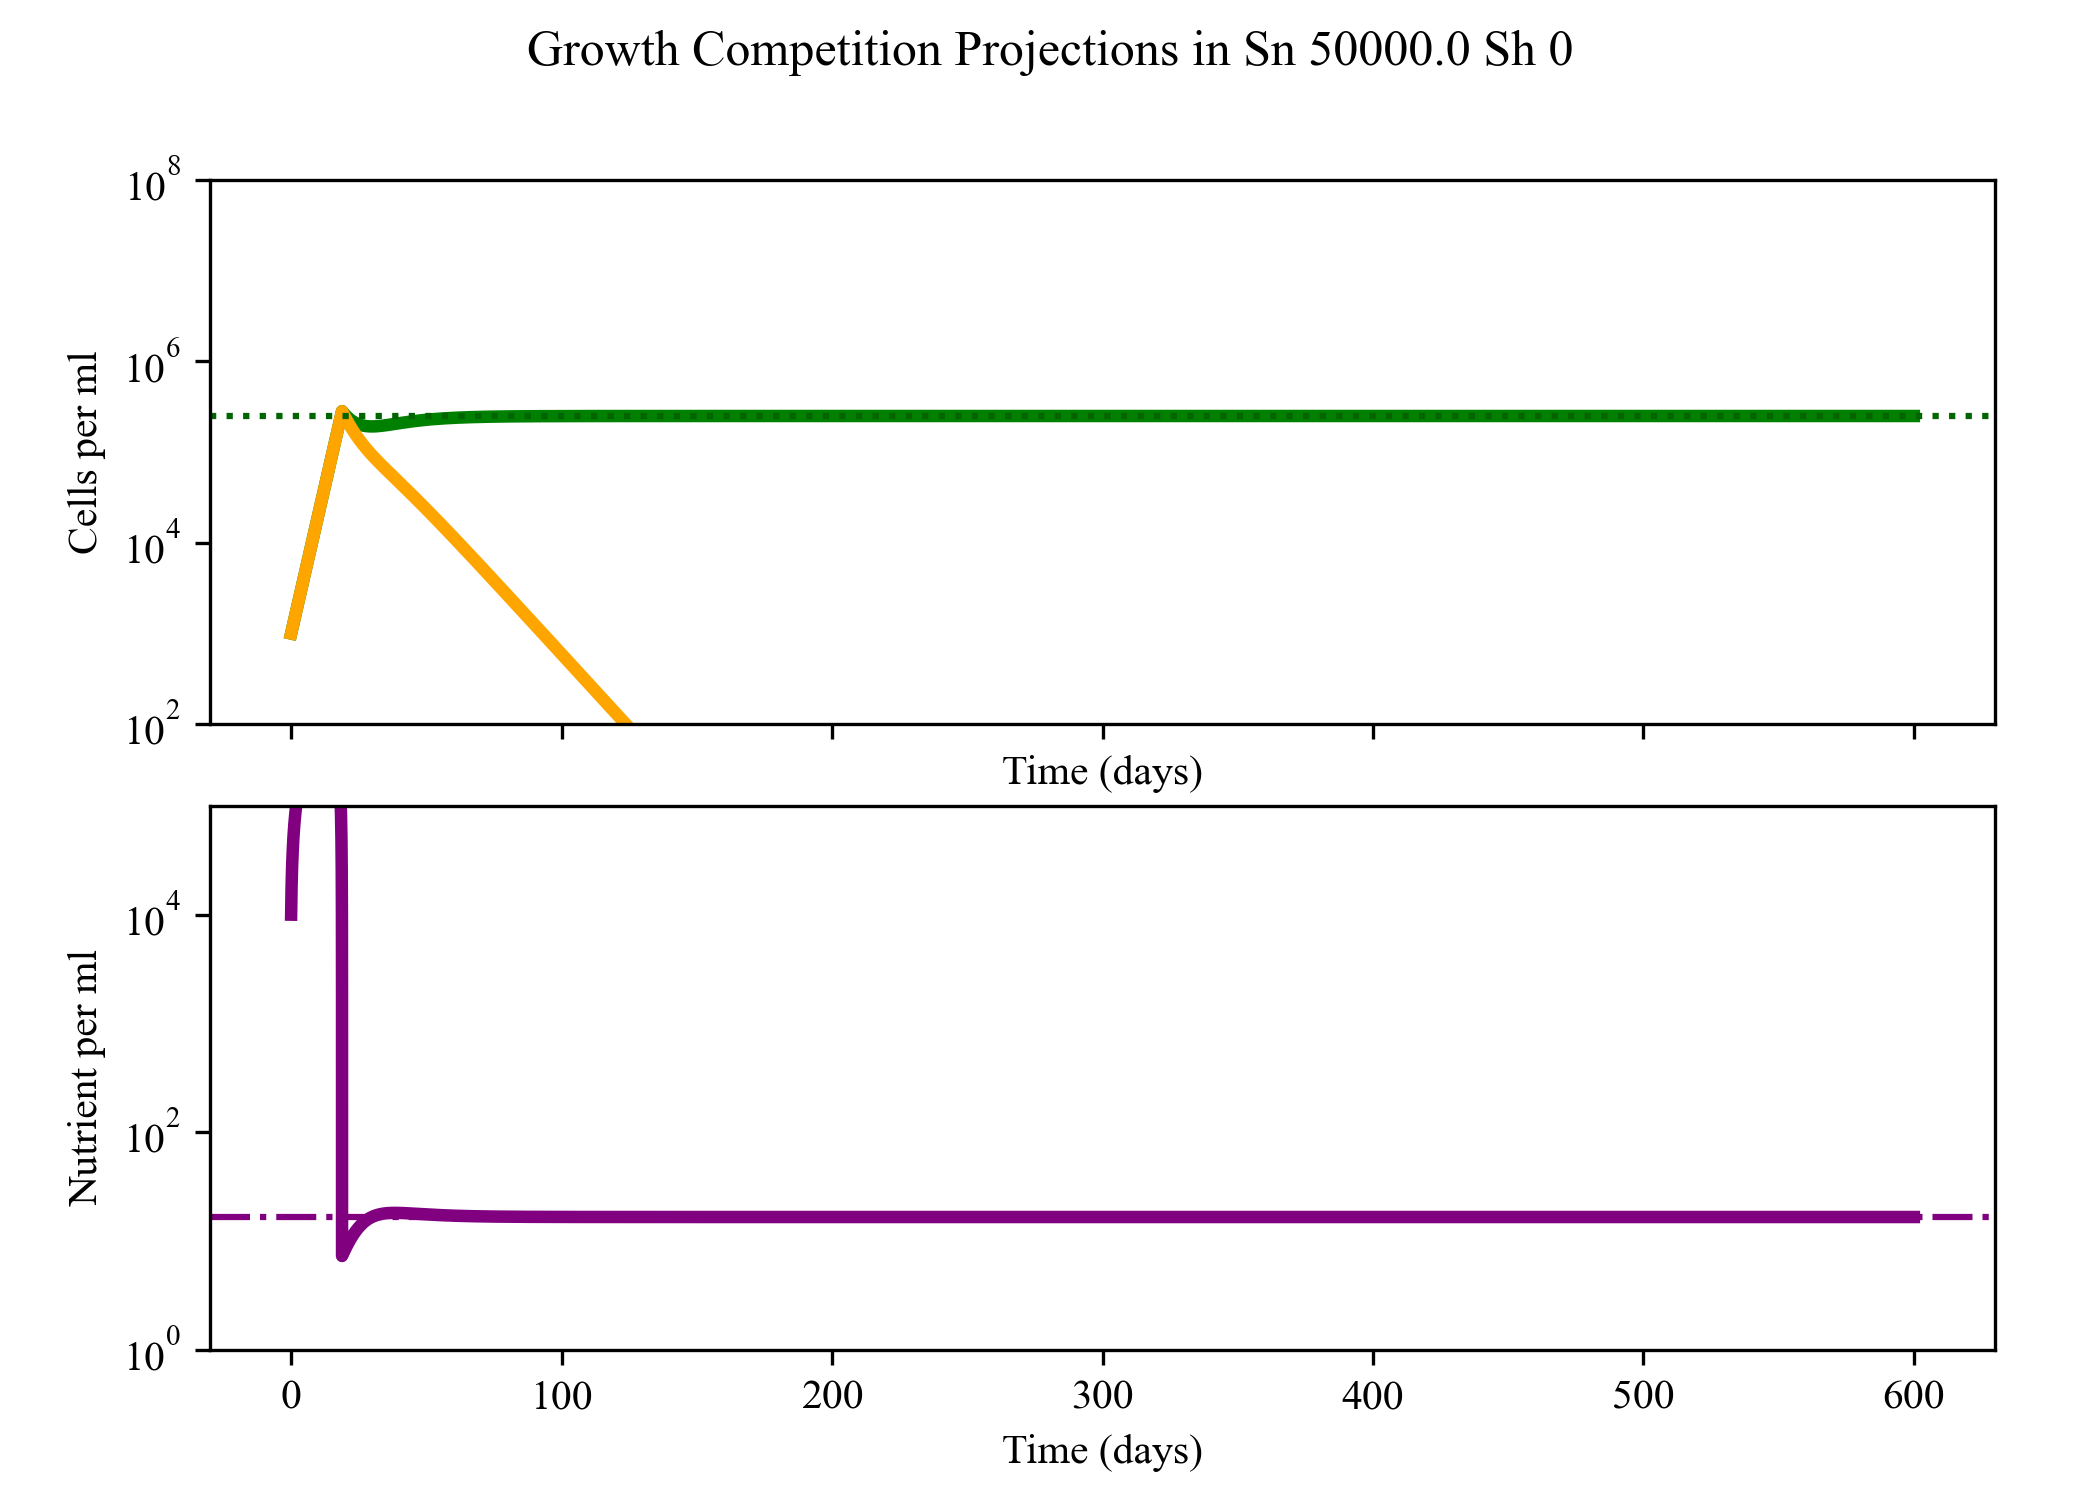 Growth Competition Projections in Sn 50000.0 Sh 0
Cells per ml
10^8
10^6
10^4
10^2
Time (days)
Nutrient per ml
10^4
10^2
10^0
0 100 200 300 400 500 600
Time (days)